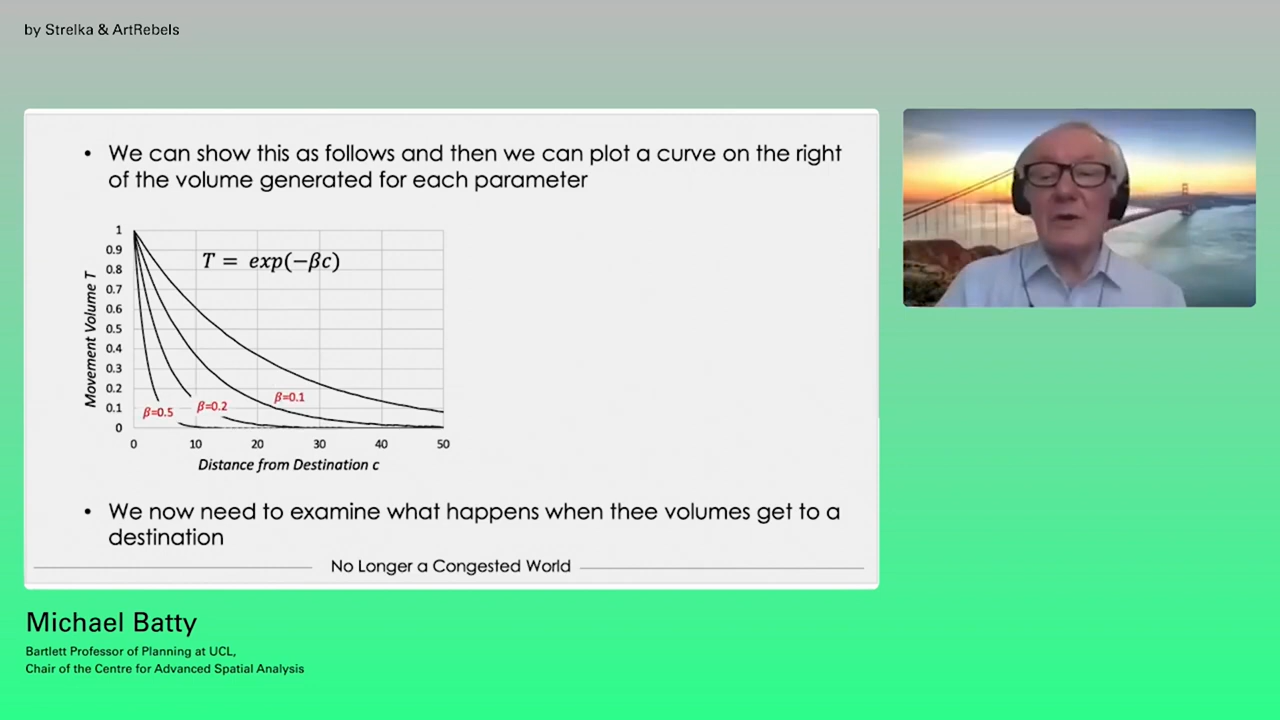 by Strelka & ArtRebels
• We can show this as follows and then we can plot a curve on the right
of the volume generated for each parameter
Movement Volume T
1
0.9
0.8
0.7
0.6
0.5
0.4
0.3
0.2
0.1
0
T = exp(−βc)
β=0.5
β=0.2
β=0.1
0 10 20 30 40 50
Distance from Destination c
• We now need to examine what happens when thee volumes get to a
destination
No Longer a Congested World
Michael Batty
Bartlett Professor of Planning at UCL,
Chair of the Centre for Advanced Spatial Analysis